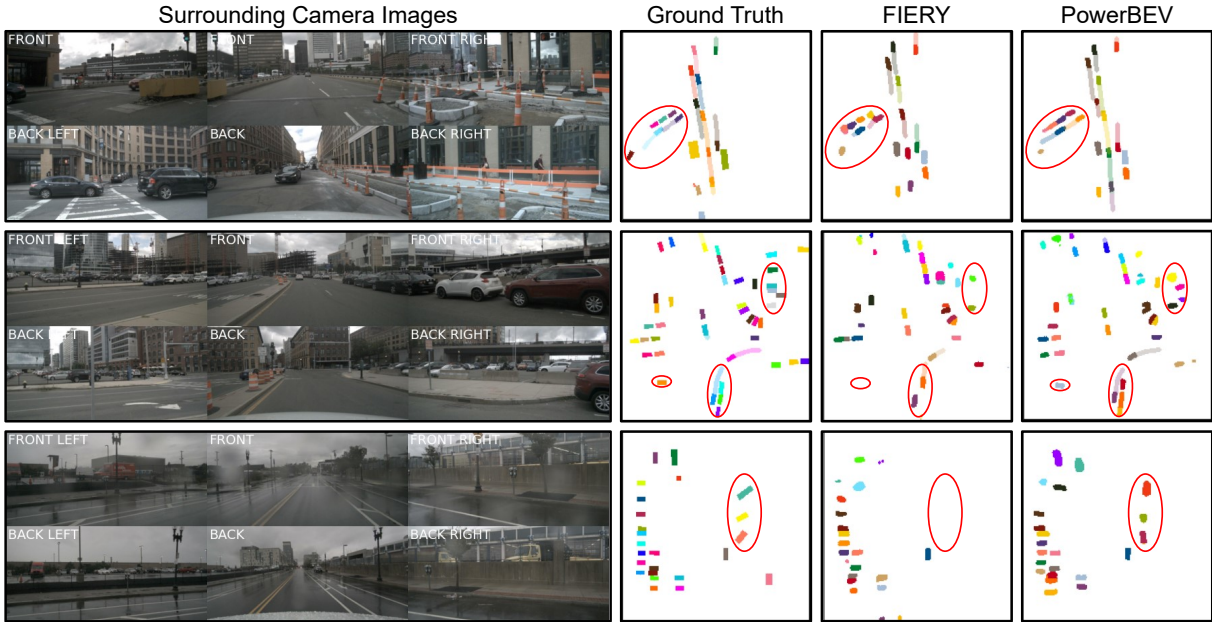 Surrounding Camera Images
Ground Truth
FIERY
PowerBEV
FRONT
FRONT
FRONT RIGHT
BACK LEFT
BACK
BACK RIGHT
FRONT LEFT
FRONT
FRONT RIGHT
BACK LEFT
BACK
BACK RIGHT
FRONT LEFT
FRONT
FRONT RIGHT
BACK LEFT
BACK
BACK RIGHT